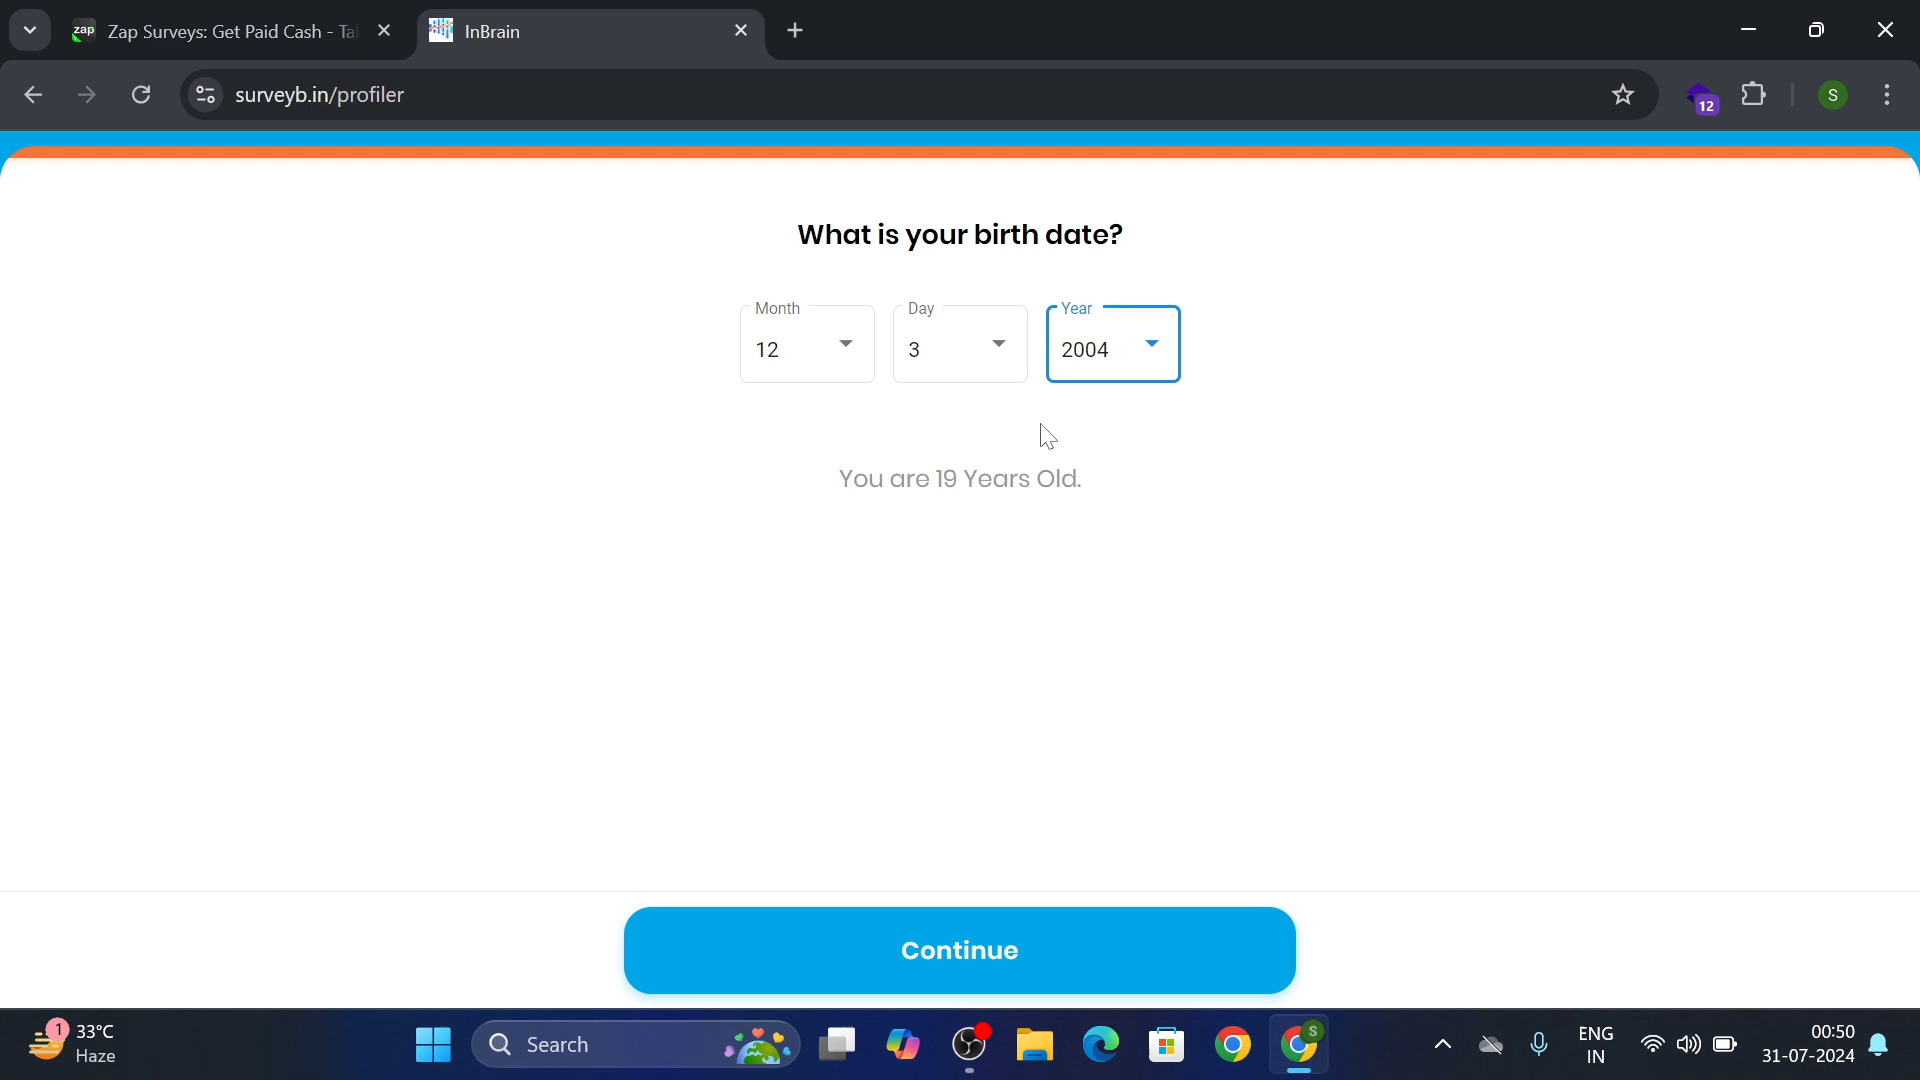 zap
Zap Surveys: Get Paid Cash - Ta
InBrain
surveyb.in/profiler
12
S
What is your birth date?
Month
Day
Year
12
3
2004
You are 19 Years Old.
Continue
1
33°C
Haze
Search
S
ENG
IN
00:50
31-07-2024